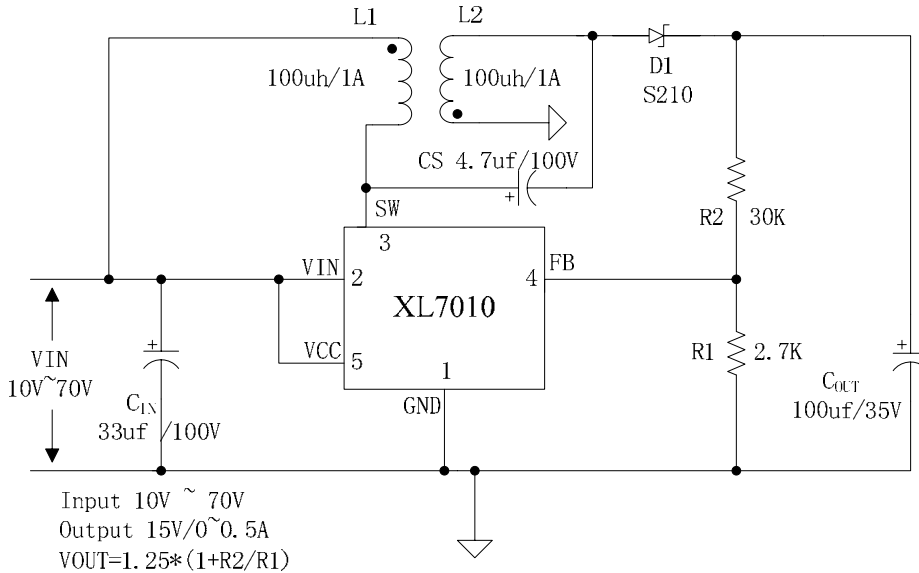 L1
L2
100uh/1A
100uh/1A
D1
S210
CS 4.7uf/100V
+
SW
3
R2
30K
VIN
2
4
FB
XL7010
VCC
5
1
GND
R1
2.7K
VIN
10V~70V
+
CIN
33uf /100V
+
COUT
100uf/35V
Input 10V ~ 70V
Output 15V/0~0.5A
VOUT=1.25*(1+R2/R1)